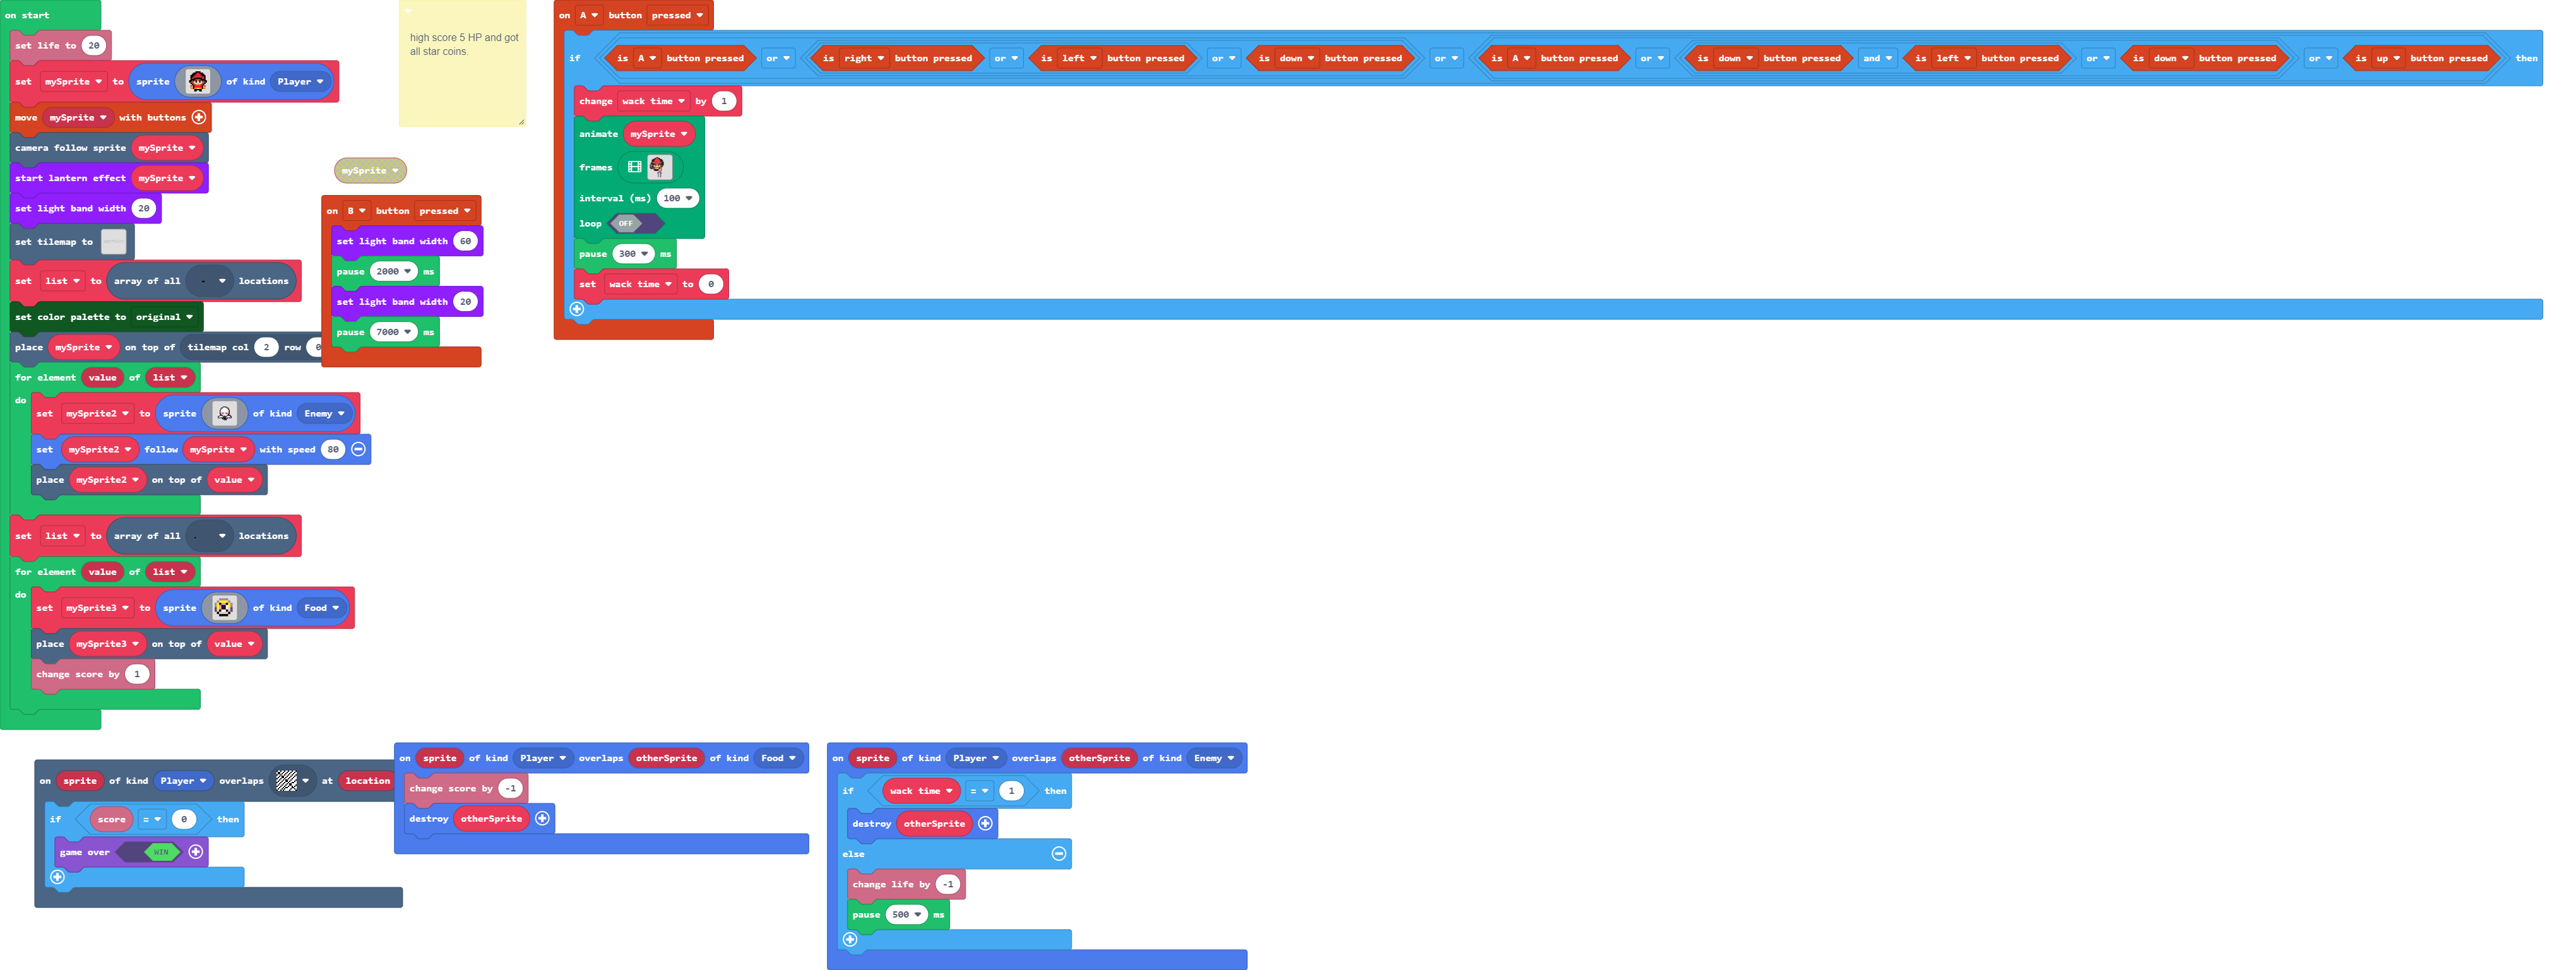 on start
set life to 20
set mySprite to sprite of kind Player
move mySprite with buttons
camera follow sprite mySprite
start lantern effect mySprite
set light band width 20
set tilemap to
set list to array of all - locations
set color palette to original
place mySprite on top of tilemap col 2 row 0
for element value of list
do
set mySprite2 to sprite of kind Enemy
set mySprite2 follow mySprite with speed 80
place mySprite2 on top of value
set list to array of all . locations
for element value of list
do
set mySprite3 to sprite of kind Food
place mySprite3 on top of value
change score by 1
high score 5 HP and got
all star coins.
mySprite
on B button pressed
set light band width 60
pause 2000 ms
set light band width 20
pause 7000 ms
on A button pressed
if is A button pressed or is right button pressed or is left button pressed or is down button pressed or is A button pressed or is down button pressed and is left button pressed or is down button pressed or is up button pressed then
change wack time by 1
animate mySprite
frames
interval (ms) 100
loop OFF
pause 300 ms
set wack time to 0
on sprite of kind Player overlaps at location
if score = 0 then
game over WIN
on sprite of kind Player overlaps otherSprite of kind Food
change score by -1
destroy otherSprite
on sprite of kind Player overlaps otherSprite of kind Enemy
if wack time = 1 then
destroy otherSprite
else
change life by -1
pause 500 ms